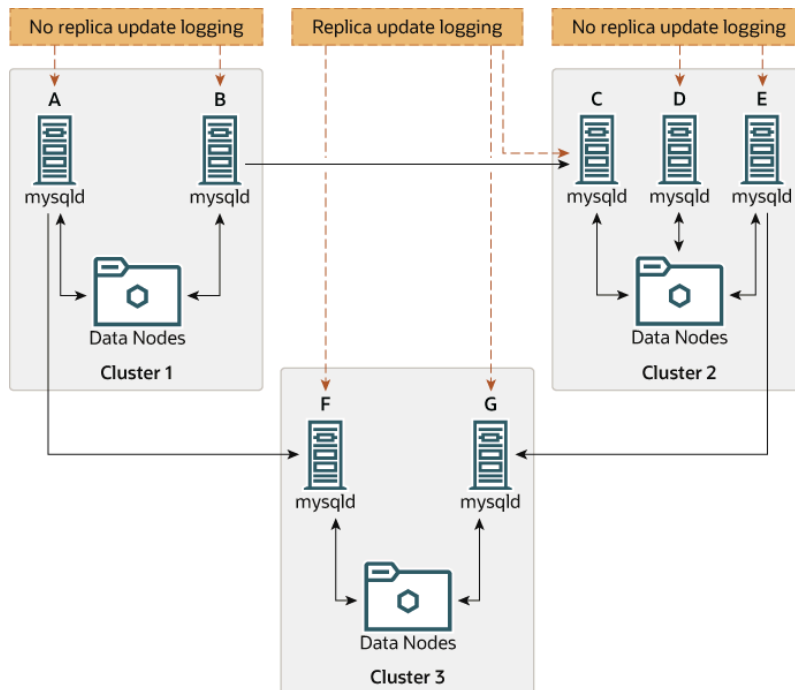 No replica update logging
Replica update logging
No replica update logging
A
B
C
D
E
mysqld
mysqld
mysqld
mysqld
mysqld
Data Nodes
Data Nodes
Cluster 1
Cluster 2
F
G
mysqld
mysqld
Data Nodes
Cluster 3